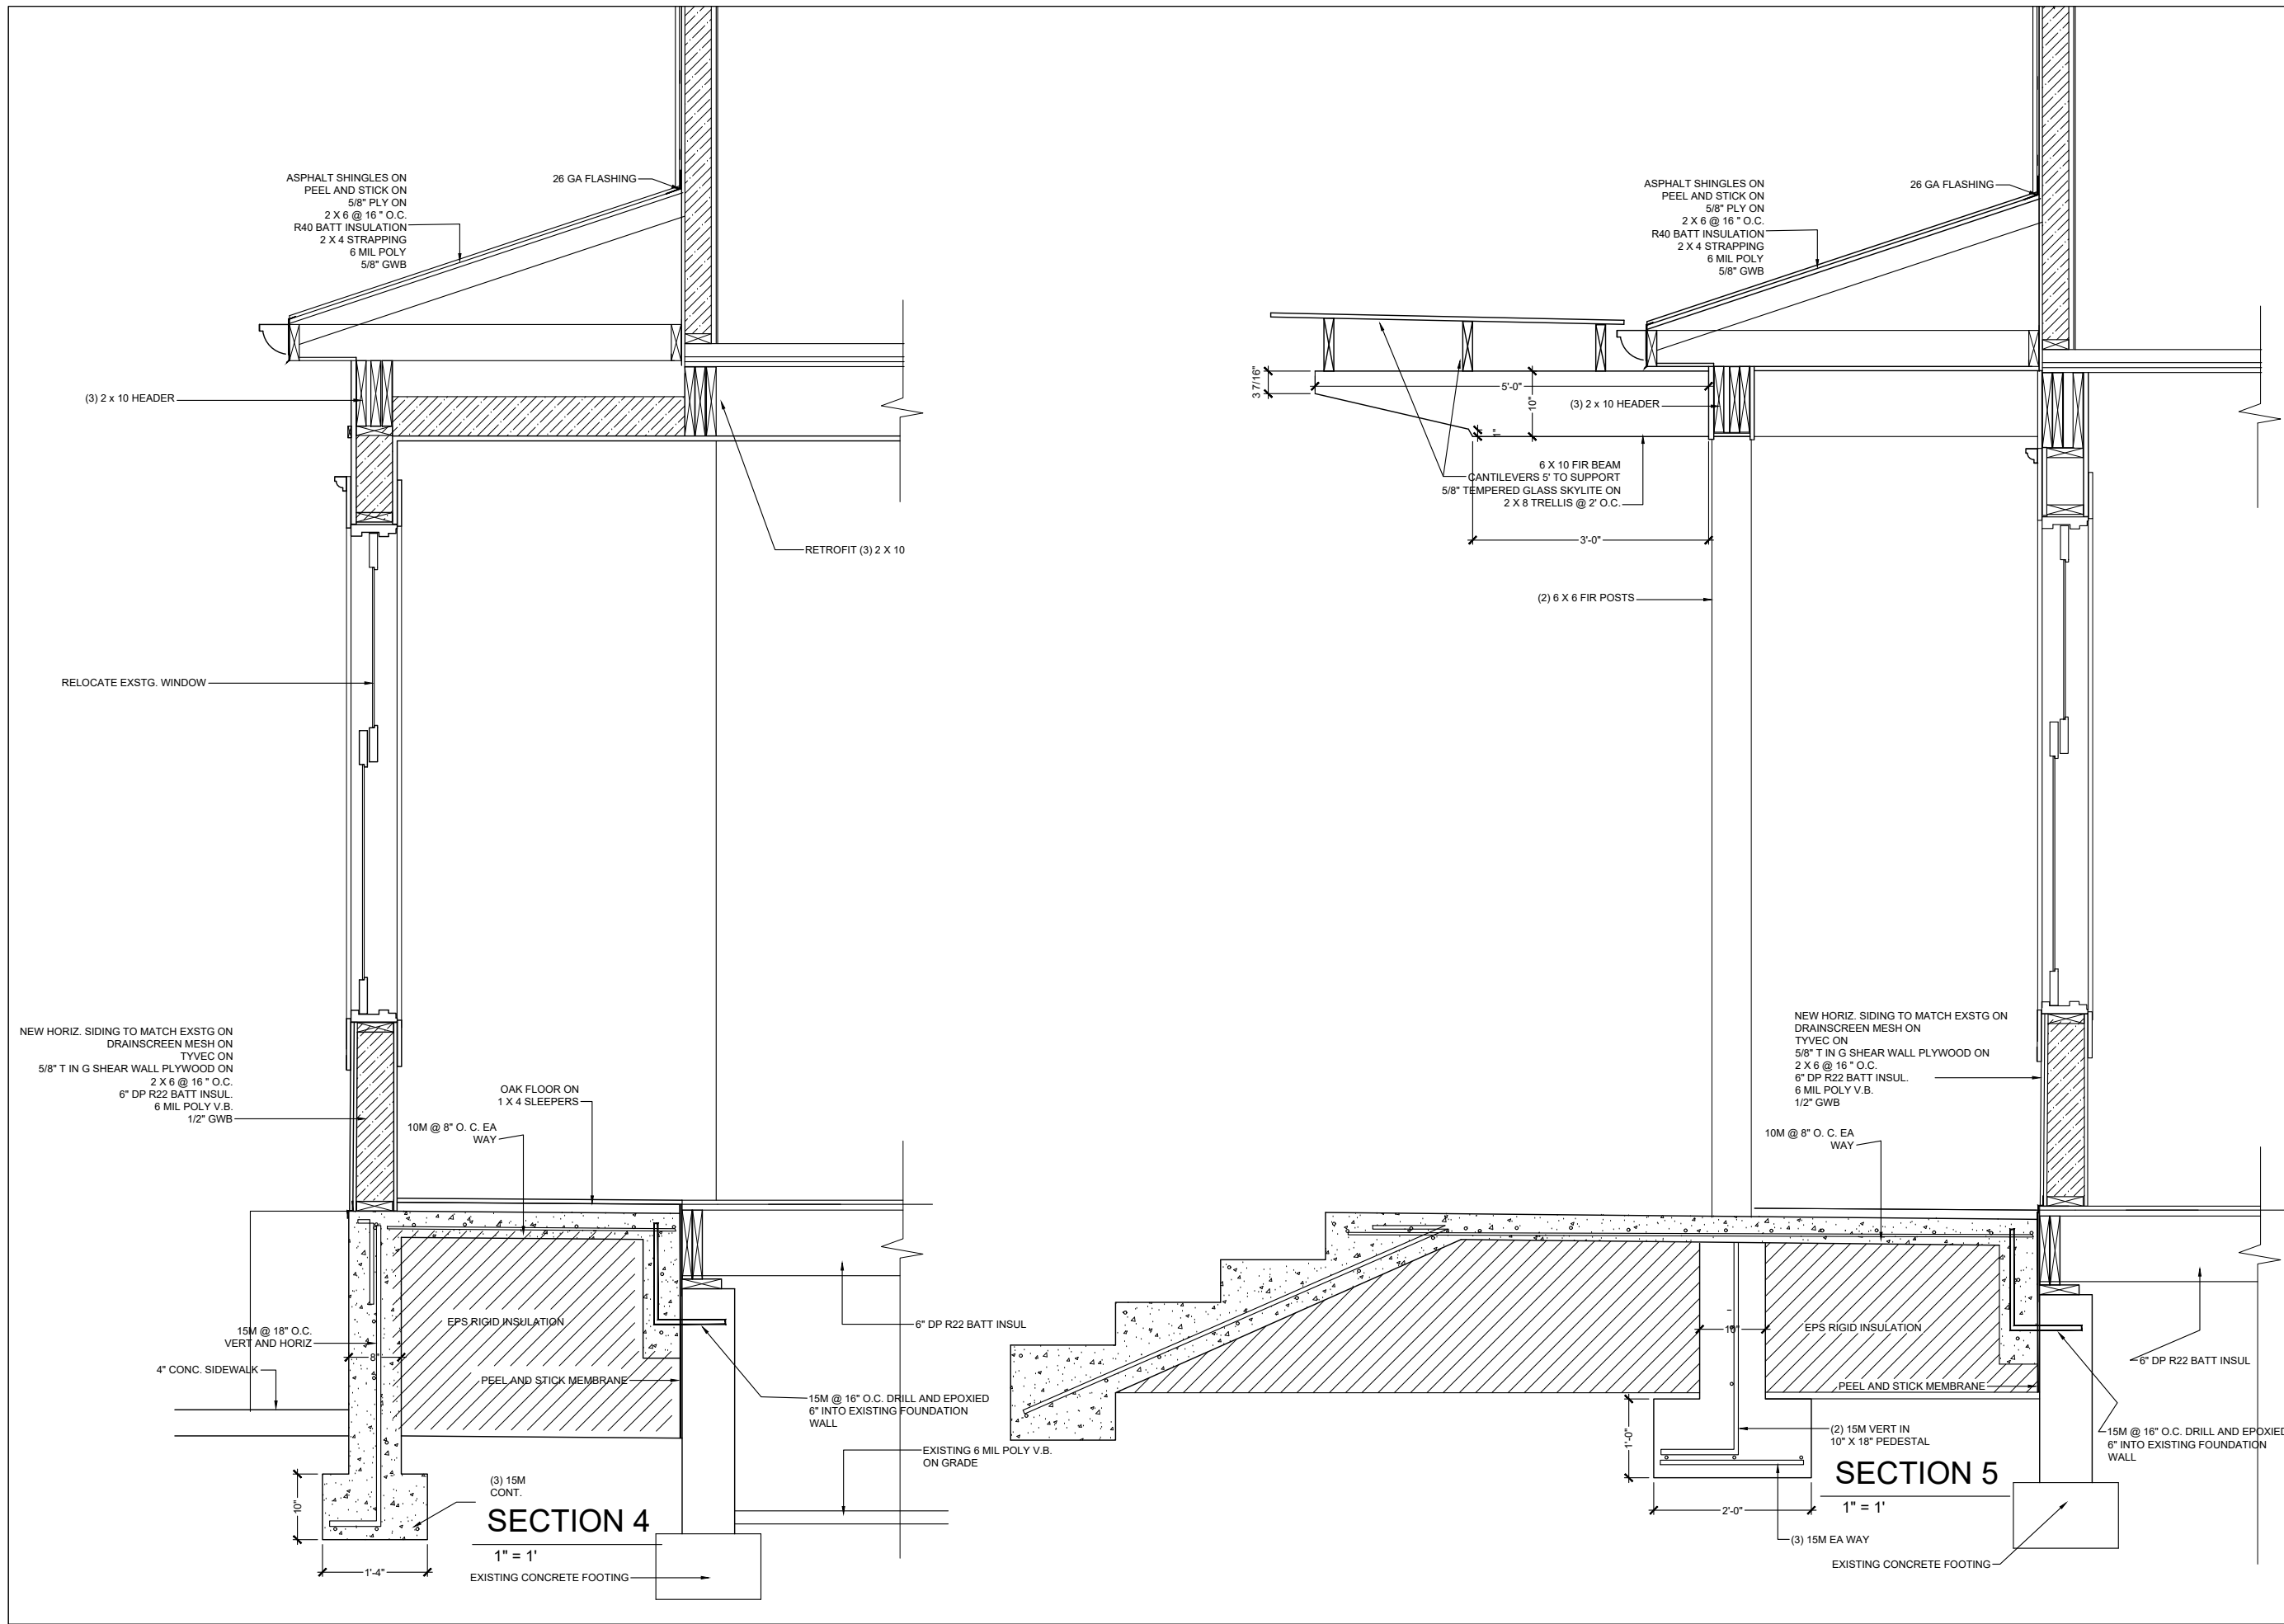 ASPHALT SHINGLES ON
PEEL AND STICK ON
5/8" PLY ON
2 X 6 @ 16 " O.C.
R40 BATT INSULATION
2 X 4 STRAPPING
6 MIL POLY
5/8" GWB
26 GA FLASHING
(3) 2 x 10 HEADER
RETROFIT (3) 2 X 10
RELOCATE EXSTG. WINDOW
NEW HORIZ. SIDING TO MATCH EXSTG ON
DRAINSCREEN MESH ON
TYVEC ON
5/8" T IN G SHEAR WALL PLYWOOD ON
2 X 6 @ 16 " O.C.
6" DP R22 BATT INSUL.
6 MIL POLY V.B.
1/2" GWB
OAK FLOOR ON
1 X 4 SLEEPERS
10M @ 8" O. C. EA
WAY
EPS RIGID INSULATION
15M @ 18" O.C.
VERT AND HORIZ
8"
4" CONC. SIDEWALK
PEEL AND STICK MEMBRANE
6" DP R22 BATT INSUL
15M @ 16" O.C. DRILL AND EPOXIED
6" INTO EXISTING FOUNDATION
WALL
EXISTING 6 MIL POLY V.B.
ON GRADE
10"
(3) 15M
CONT.
SECTION 4
1" = 1'
1'-4"
EXISTING CONCRETE FOOTING
ASPHALT SHINGLES ON
PEEL AND STICK ON
5/8" PLY ON
2 X 6 @ 16 " O.C.
R40 BATT INSULATION
2 X 4 STRAPPING
6 MIL POLY
5/8" GWB
26 GA FLASHING
3 7/16"
5'-0"
10"
(3) 2 x 10 HEADER
1"
6 X 10 FIR BEAM
CANTILEVERS 5' TO SUPPORT
5/8" TEMPERED GLASS SKYLITE ON
2 X 8 TRELLIS @ 2' O.C.
3'-0"
(2) 6 X 6 FIR POSTS
NEW HORIZ. SIDING TO MATCH EXSTG ON
DRAINSCREEN MESH ON
TYVEC ON
5/8" T IN G SHEAR WALL PLYWOOD ON
2 X 6 @ 16 " O.C.
6" DP R22 BATT INSUL.
6 MIL POLY V.B.
1/2" GWB
10M @ 8" O. C. EA
WAY
10"
EPS RIGID INSULATION
6" DP R22 BATT INSUL
PEEL AND STICK MEMBRANE
1'-0"
(2) 15M VERT IN
10" X 18" PEDESTAL
15M @ 16" O.C. DRILL AND EPOXIED
6" INTO EXISTING FOUNDATION
WALL
SECTION 5
1" = 1'
2'-0"
(3) 15M EA WAY
EXISTING CONCRETE FOOTING